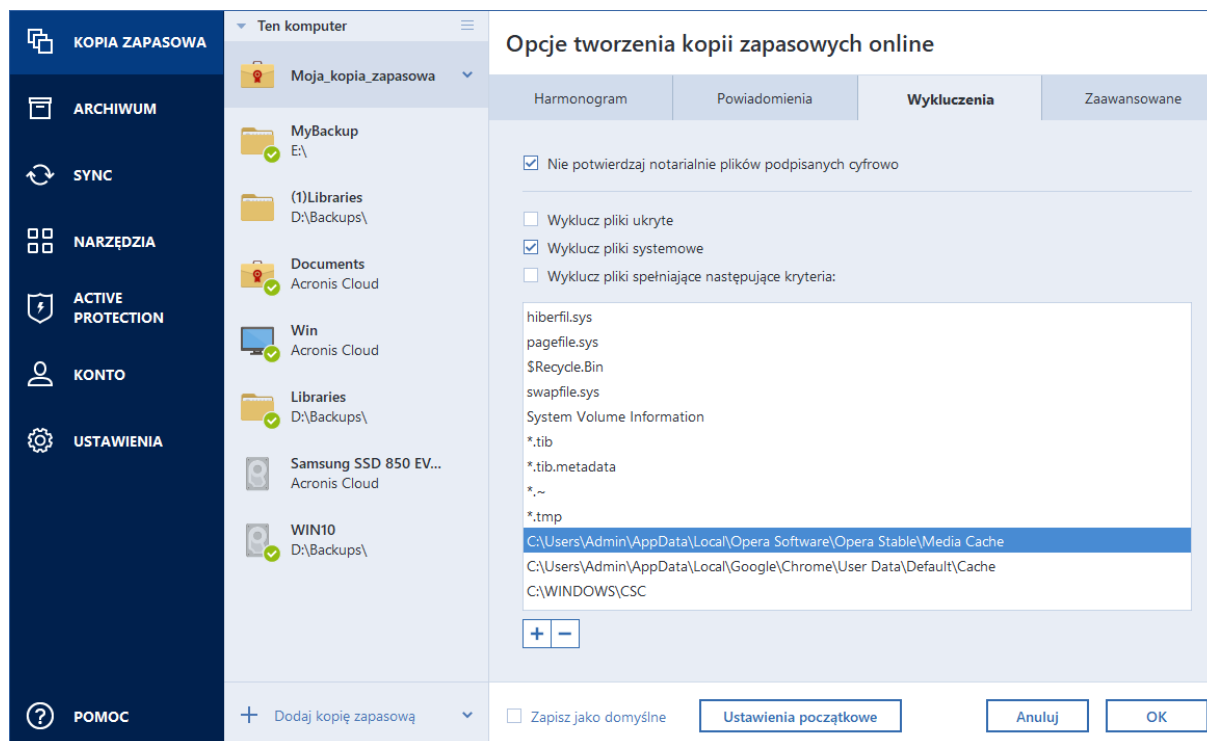 KOPIA ZAPASOWA
ARCHIWUM
SYNC
NARZĘDZIA
ACTIVE
PROTECTION
KONTO
USTAWIENIA
POMOC
Ten komputer
Moja_kopia_zapasowa
MyBackup
E:\
(1)Libraries
D:\Backups\
Documents
Acronis Cloud
Win
Acronis Cloud
Libraries
D:\Backups\
Samsung SSD 850 EV...
Acronis Cloud
WIN10
D:\Backups\
Dodaj kopię zapasową
Opcje tworzenia kopii zapasowych online
Harmonogram Powiadomienia Wykluczenia Zaawansowane
Nie potwierdzaj notarialnie plików podpisanych cyfrowo
Wyklucz pliki ukryte
Wyklucz pliki systemowe
Wyklucz pliki spełniające następujące kryteria:
hiberfil.sys
pagefile.sys
$Recycle.Bin
swapfile.sys
System Volume Information
*.tib
*.tib.metadata
*.~
*.tmp
C:\Users\Admin\AppData\Local\Opera Software\Opera Stable\Media Cache
C:\Users\Admin\AppData\Local\Google\Chrome\User Data\Default\Cache
C:\WINDOWS\CSC
Zapisz jako domyślne Ustawienia początkowe Anuluj OK